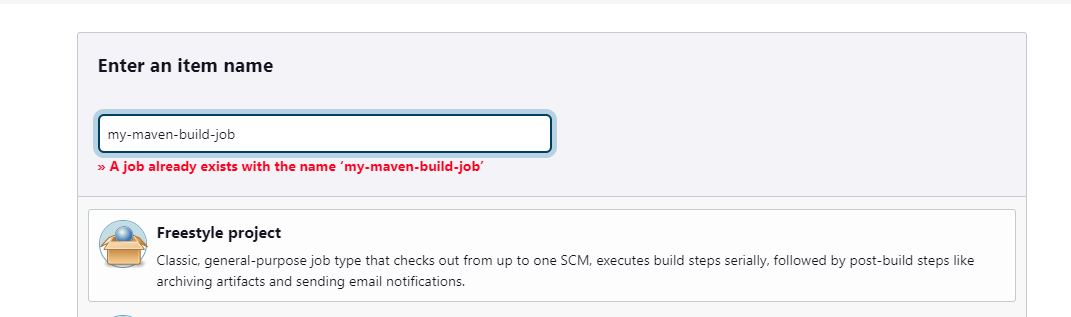 Enter an item name
my-maven-build-job
» A job already exists with the name ‘my-maven-build-job’
Freestyle project
Classic, general-purpose job type that checks out from up to one SCM, executes build steps serially, followed by post-build steps like
archiving artifacts and sending email notifications.